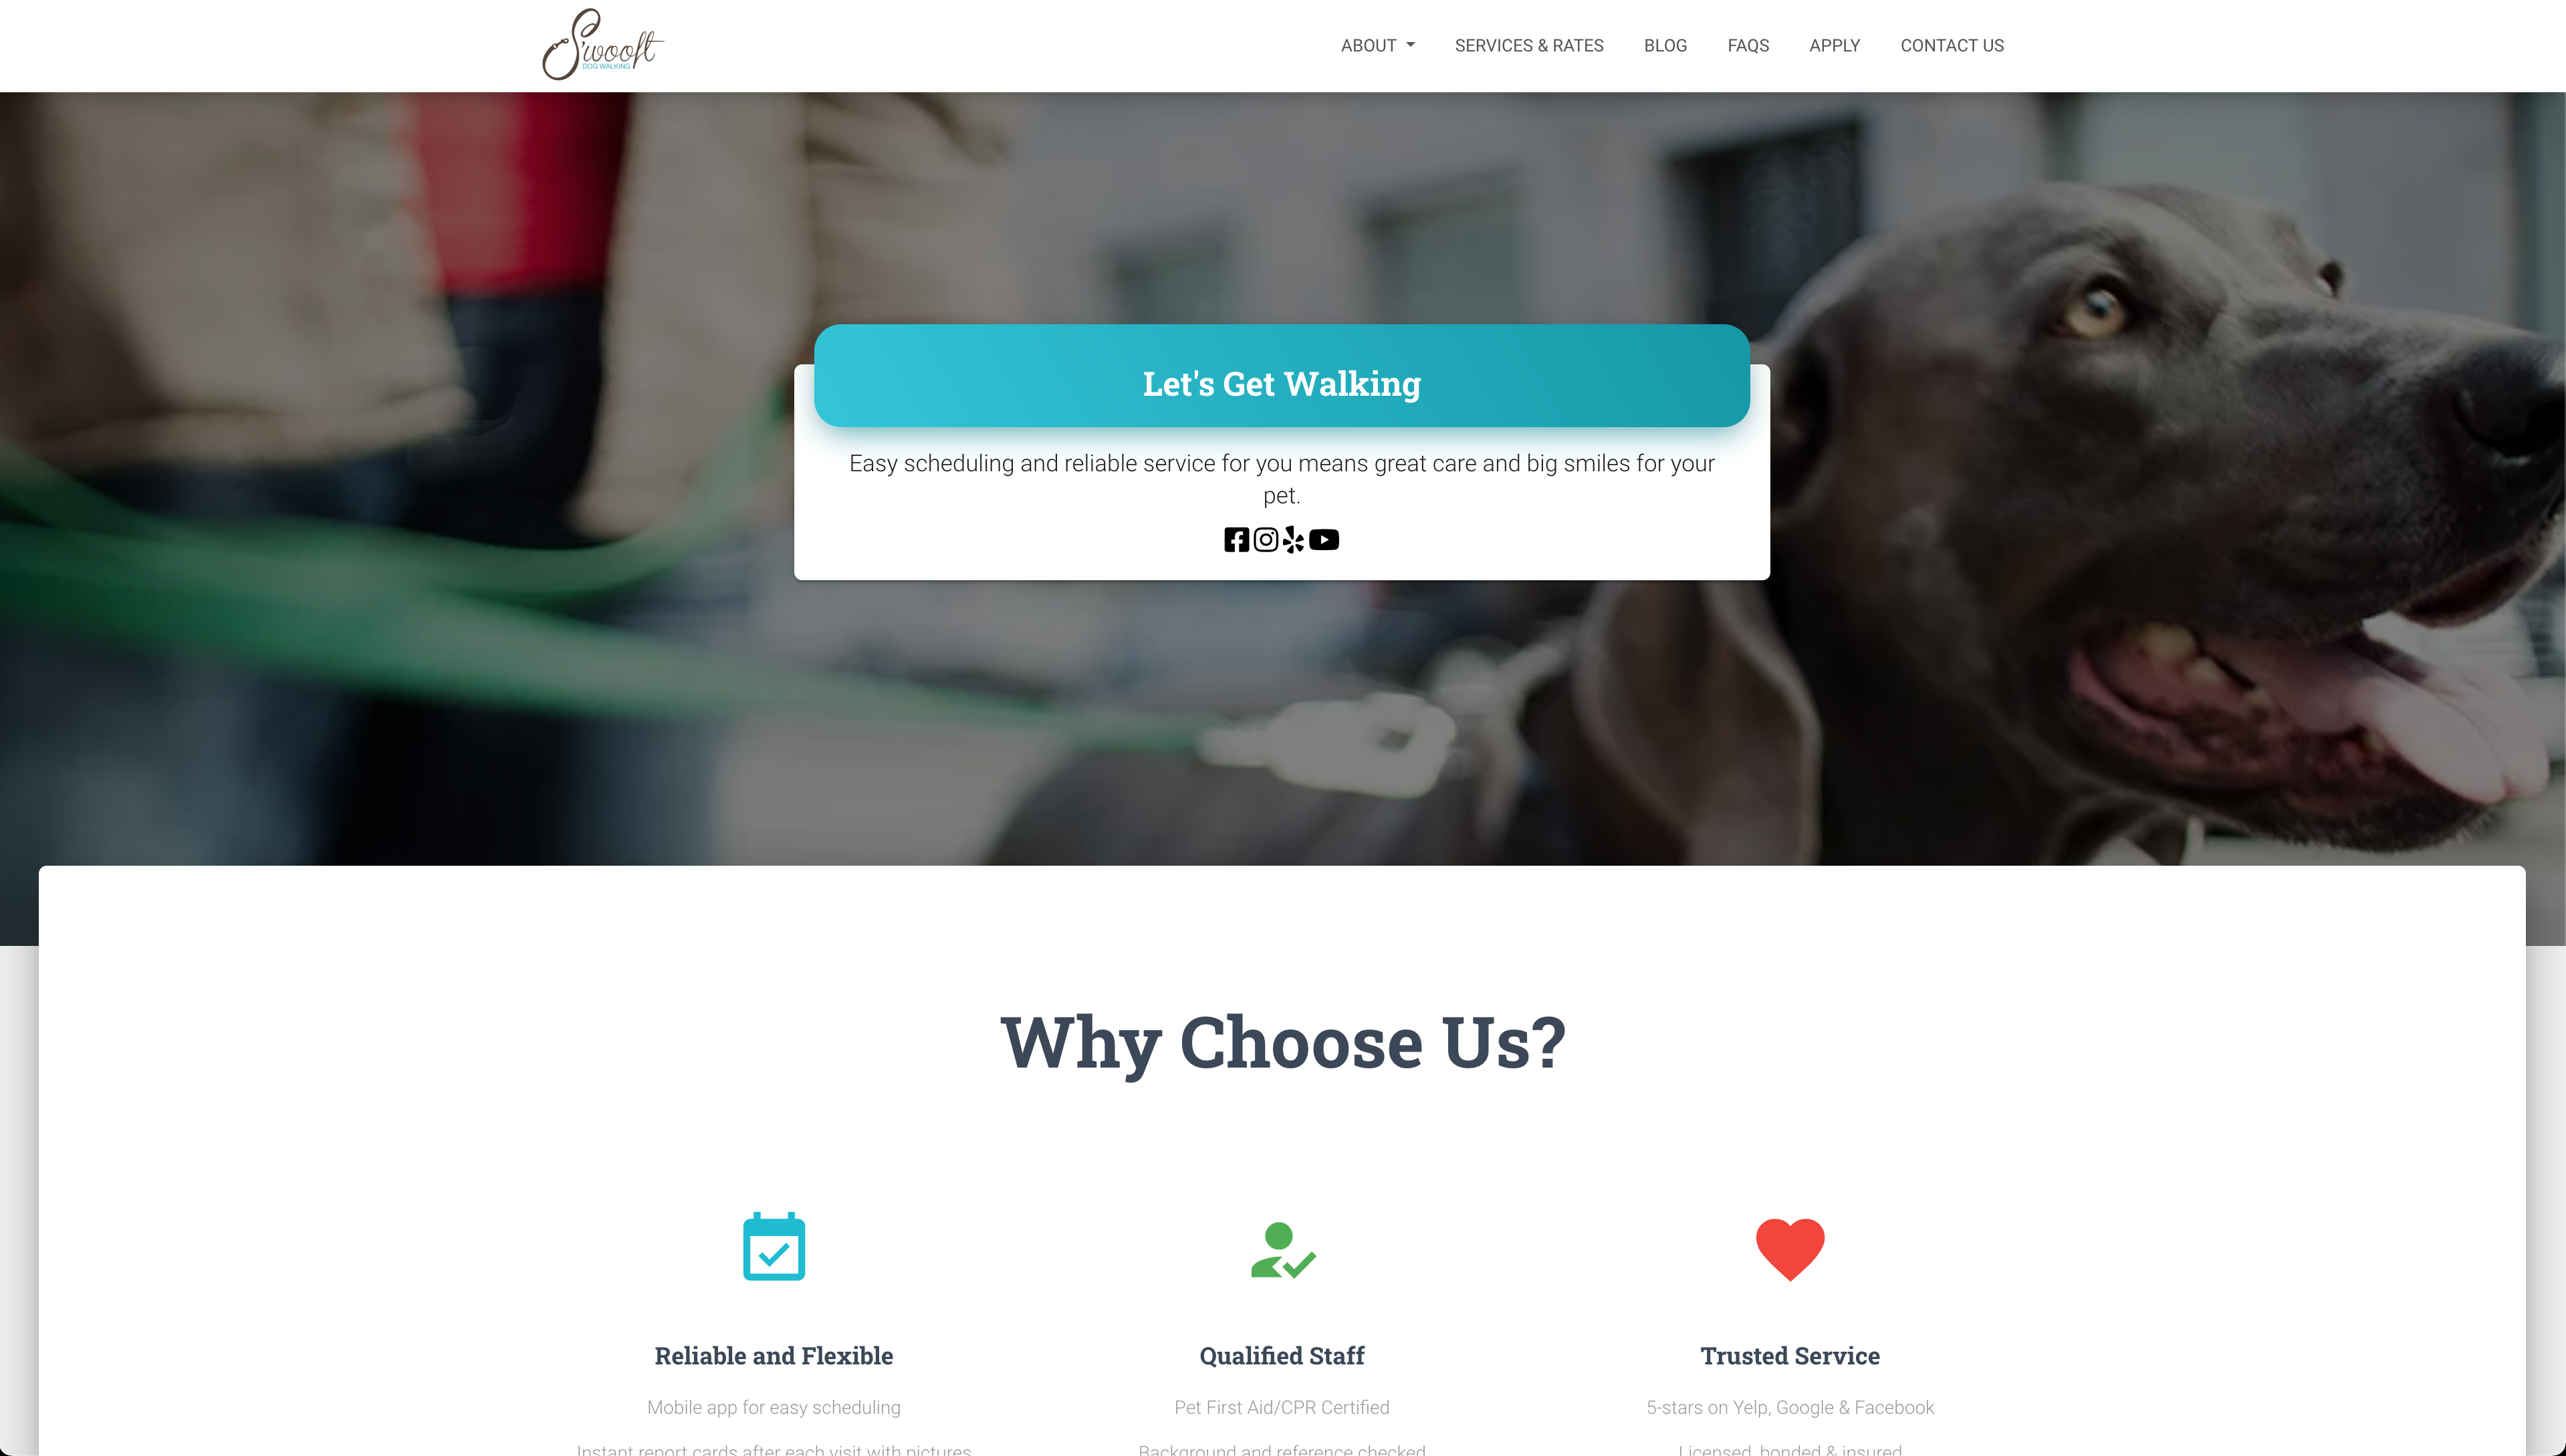 S'wooft
DOG WALKING
ABOUT
SERVICES & RATES
BLOG
FAQS
APPLY
CONTACT US
Let's Get Walking
Easy scheduling and reliable service for you means great care and big smiles for your
pet.
Why Choose Us?
Reliable and Flexible
Mobile app for easy scheduling
Instant report cards after each visit with pictures
Qualified Staff
Pet First Aid/CPR Certified
Background and reference checked
Trusted Service
5-stars on Yelp, Google & Facebook
Licensed, bonded & insured